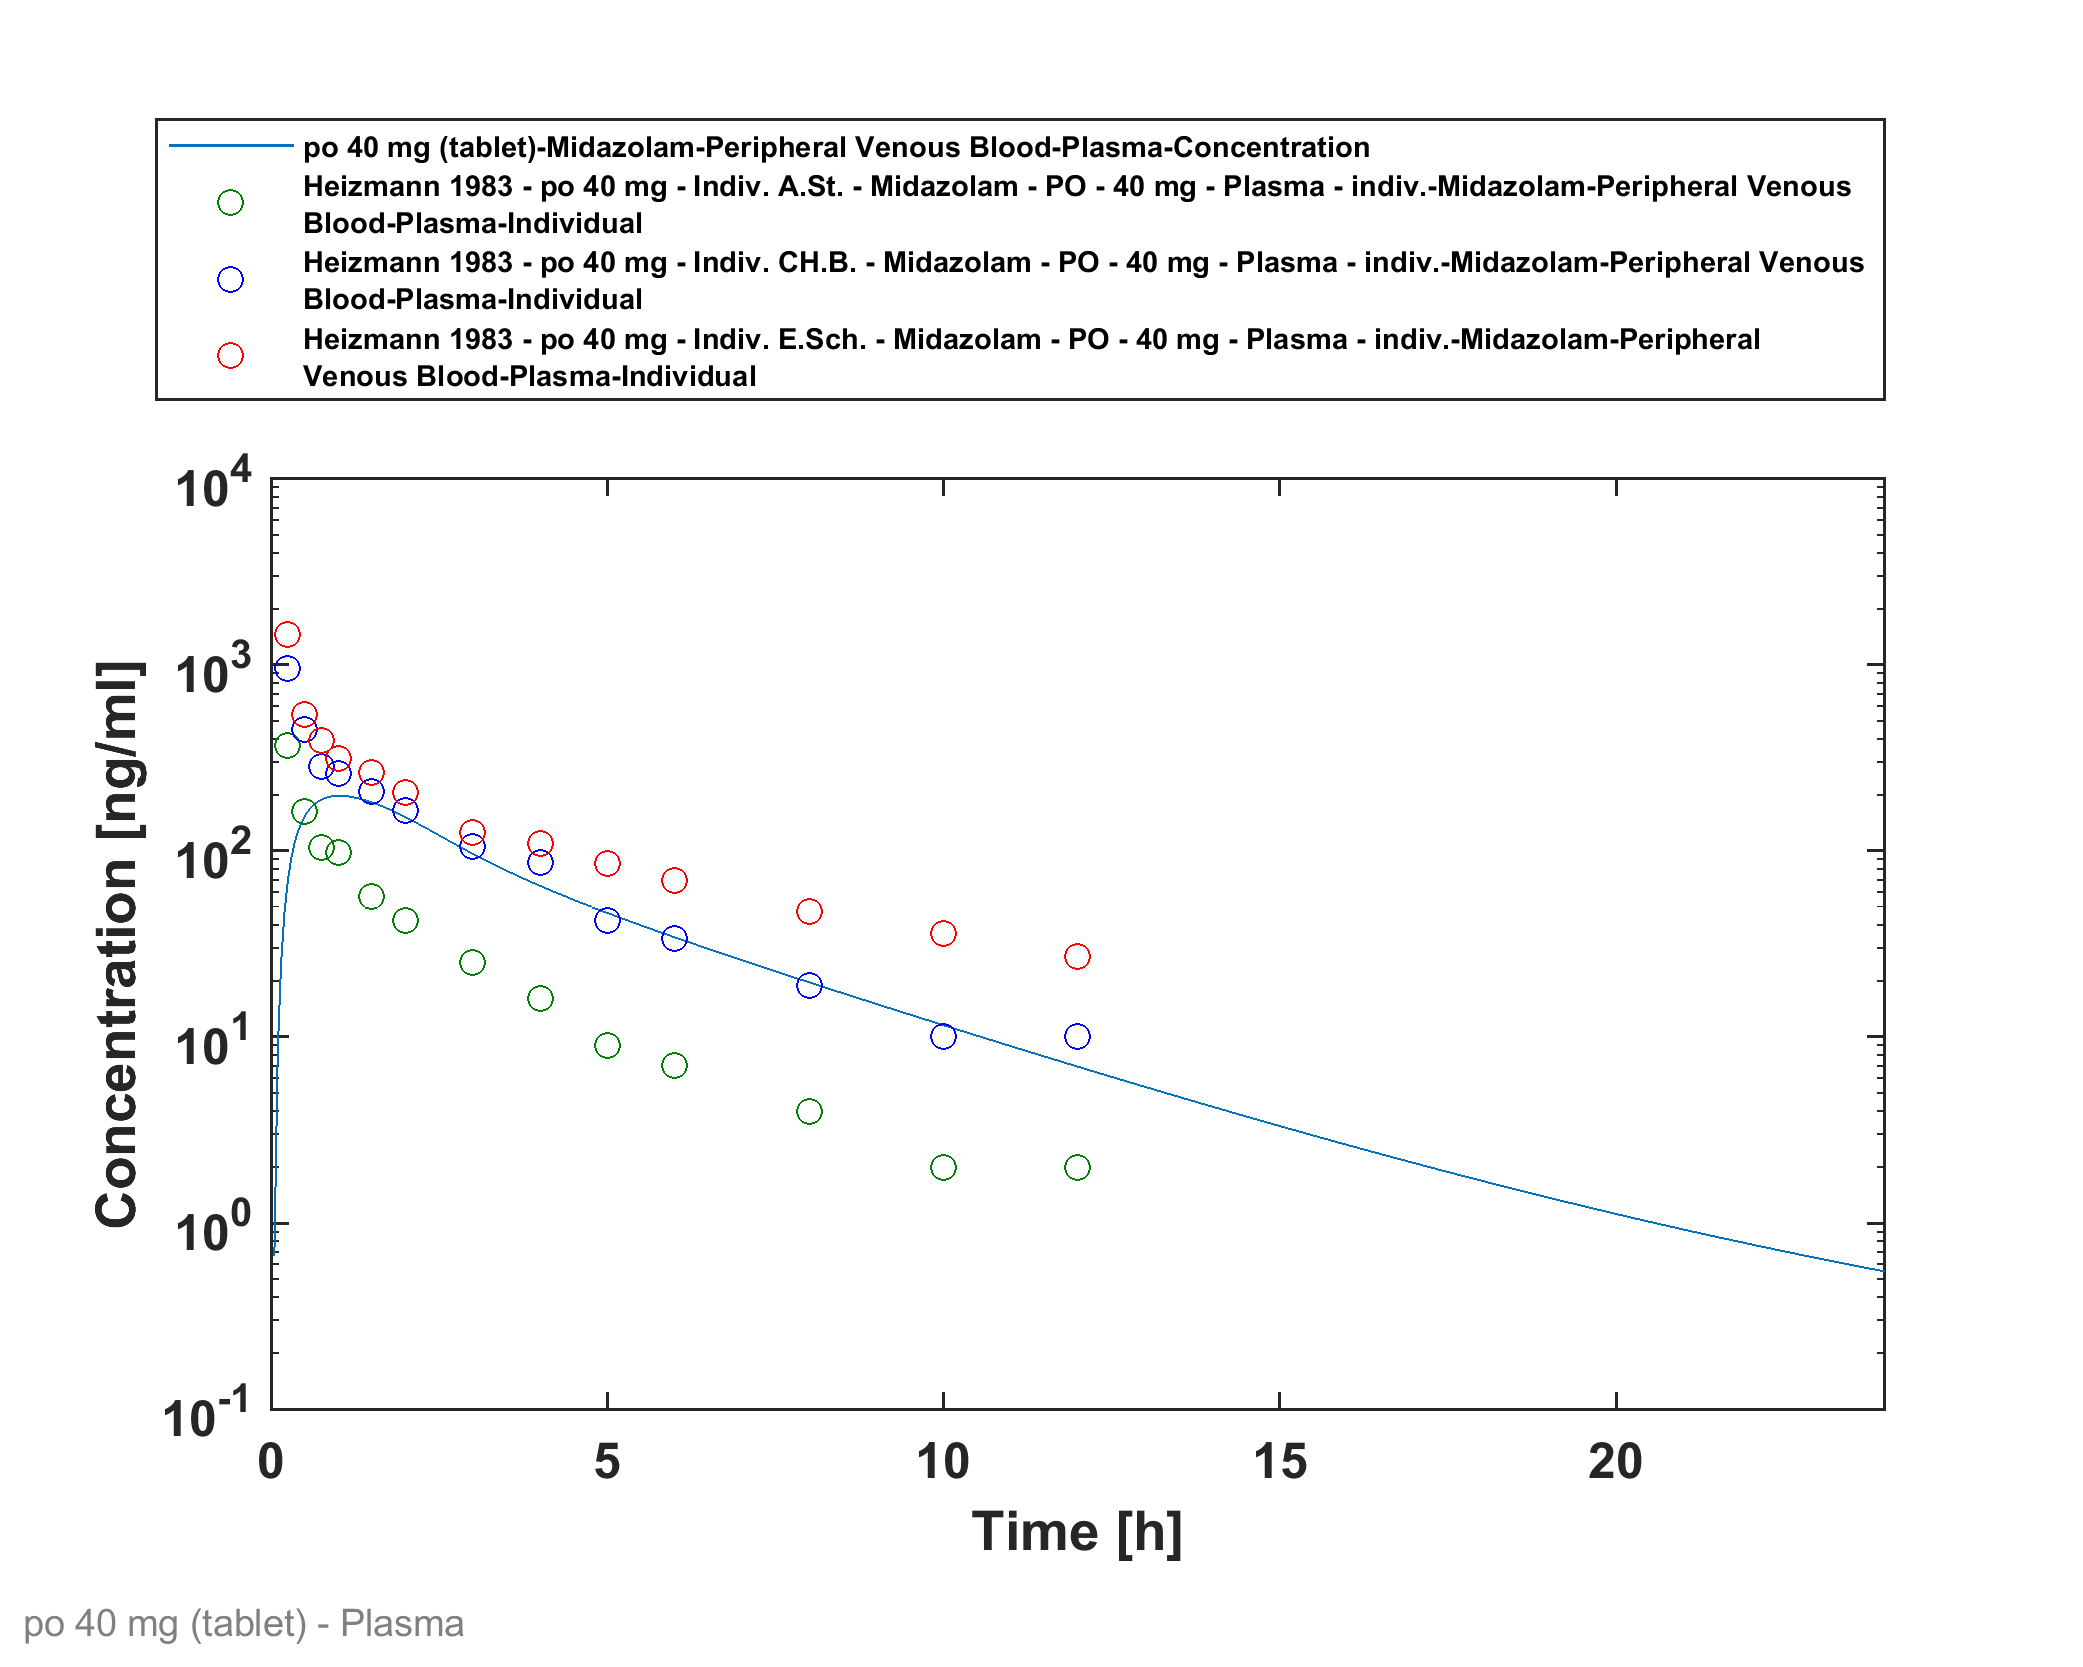 po 40 mg (tablet)-Midazolam-Peripheral Venous Blood-Plasma-Concentration
Heizmann 1983 - po 40 mg - Indiv. A.St. - Midazolam - PO - 40 mg - Plasma - indiv.-Midazolam-Peripheral Venous
Blood-Plasma-Individual
Heizmann 1983 - po 40 mg - Indiv. CH.B. - Midazolam - PO - 40 mg - Plasma - indiv.-Midazolam-Peripheral Venous
Blood-Plasma-Individual
Heizmann 1983 - po 40 mg - Indiv. E.Sch. - Midazolam - PO - 40 mg - Plasma - indiv.-Midazolam-Peripheral
Venous Blood-Plasma-Individual
10^4
10^3
10^2
10^1
10^0
10^-1
Concentration [ng/ml]
0 5 10 15 20
Time [h]
po 40 mg (tablet) - Plasma